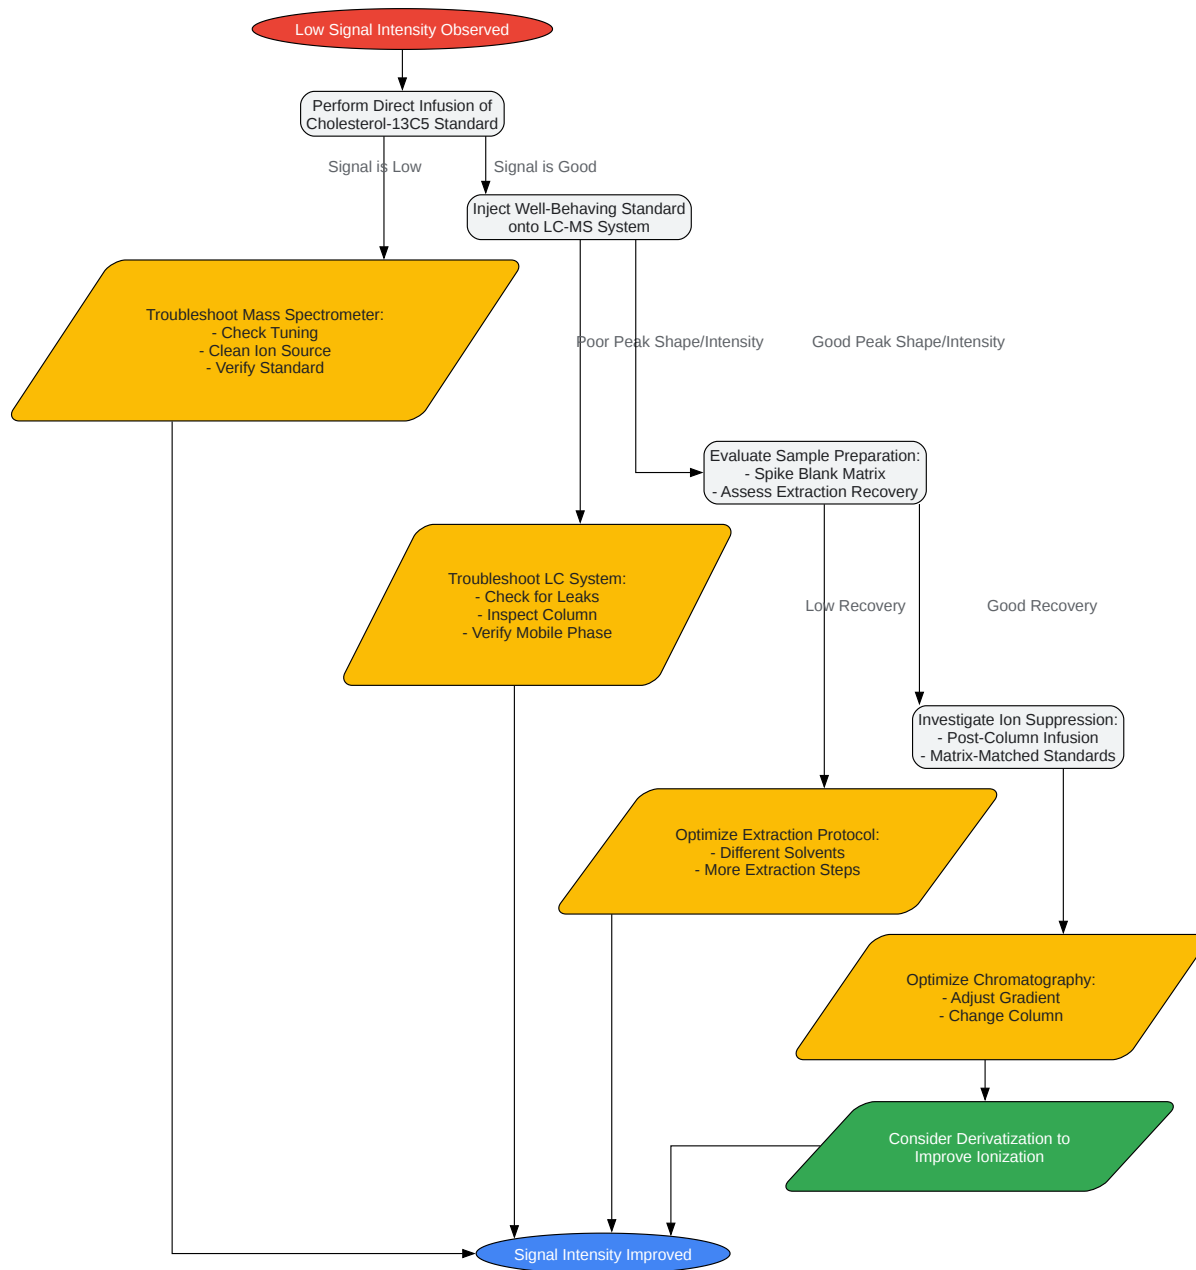 Low Signal Intensity Observed
Perform Direct Infusion of
Cholesterol-13C5 Standard
Signal is Low
Signal is Good
Inject Well-Behaving Standard
onto LC-MS System
Troubleshoot Mass Spectrometer:
- Check Tuning
- Clean Ion Source
- Verify Standard
Poor Peak Shape/Intensity
Good Peak Shape/Intensity
Evaluate Sample Preparation:
- Spike Blank Matrix
- Assess Extraction Recovery
Troubleshoot LC System:
- Check for Leaks
- Inspect Column
- Verify Mobile Phase
Low Recovery
Good Recovery
Investigate Ion Suppression:
- Post-Column Infusion
- Matrix-Matched Standards
Optimize Extraction Protocol:
- Different Solvents
- More Extraction Steps
Optimize Chromatography:
- Adjust Gradient
- Change Column
Consider Derivatization to
Improve Ionization
Signal Intensity Improved